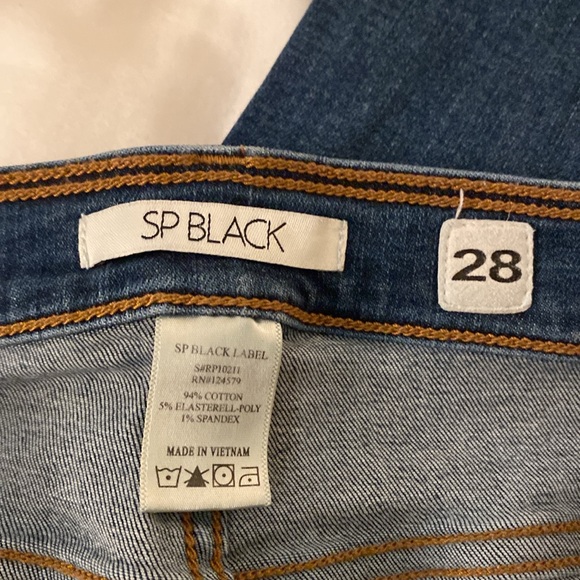 SP BLACK
28
SP BLACK LABEL
S#RP10211
RN#124579
94% COTTON
5% ELASTERELL-POLY
1% SPANDEX
MADE IN VIETNAM